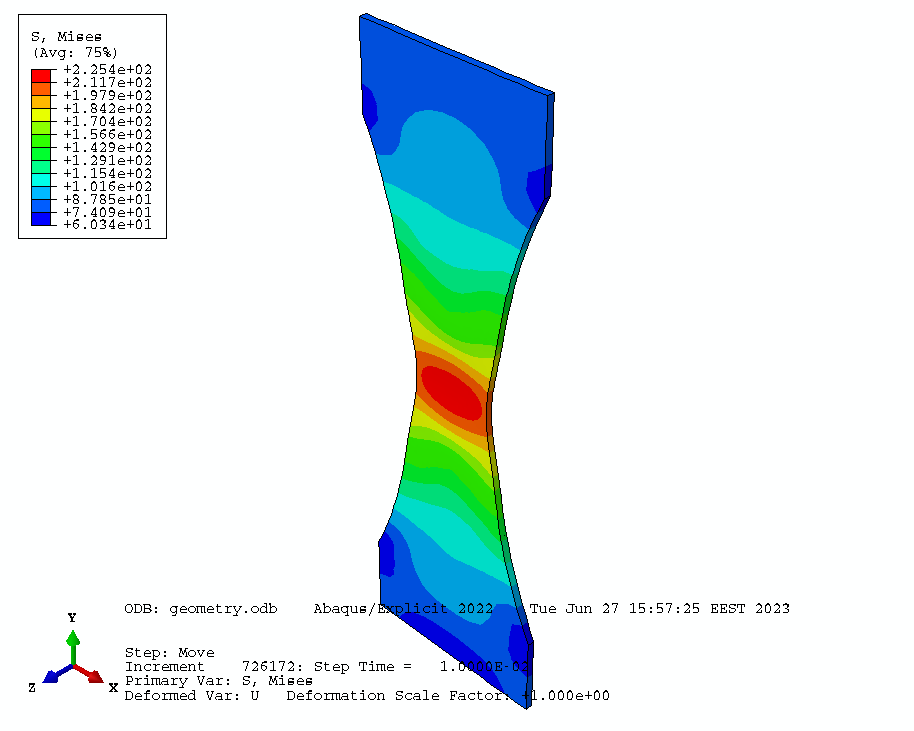 S, Mises
(Avg: 75%)
+2.254e+02
+2.117e+02
+1.979e+02
+1.842e+02
+1.704e+02
+1.566e+02
+1.429e+02
+1.291e+02
+1.154e+02
+1.016e+02
+8.785e+01
+7.409e+01
+6.034e+01
ODB: geometry.odb Abaqus/Explicit 2022 Tue Jun 27 15:57:25 EEST 2023
Y
Z
X
Step: Move
Increment 726172: Step Time = 1.0000E-02
Primary Var: S, Mises
Deformed Var: U Deformation Scale Factor: +1.000e+00